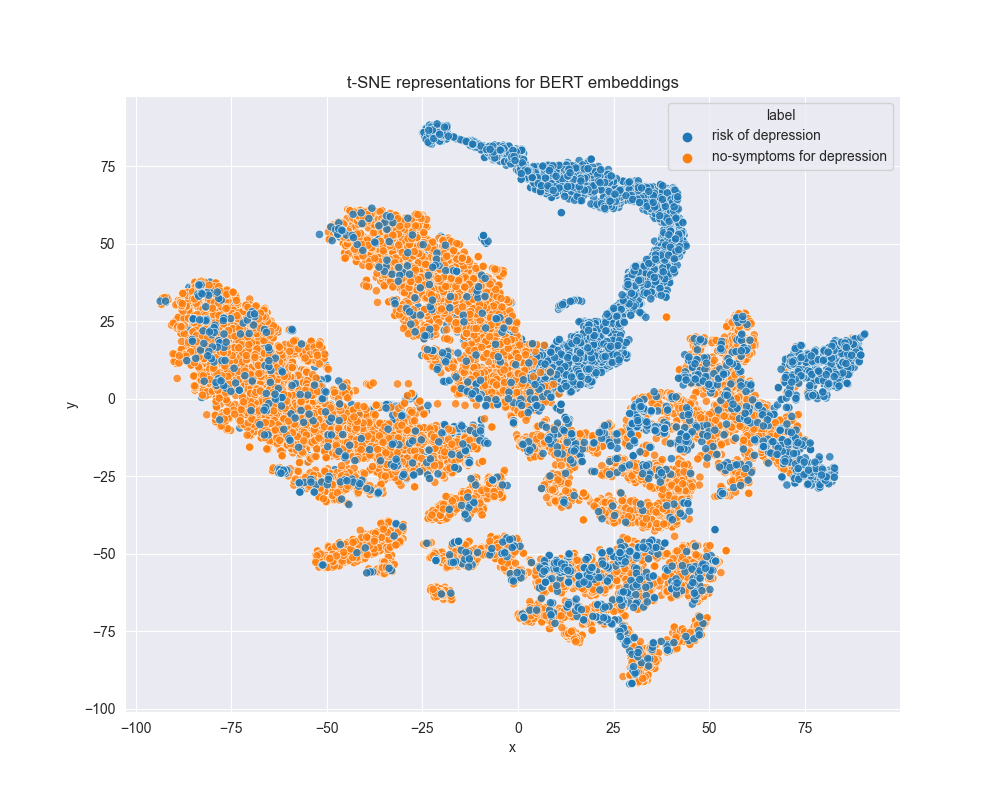 t-SNE representations for BERT embeddings
label
risk of depression
no-symptoms for depression
75
50
25
0
−25
−50
−75
−100
y
−100 −75 −50 −25 0 25 50 75
x